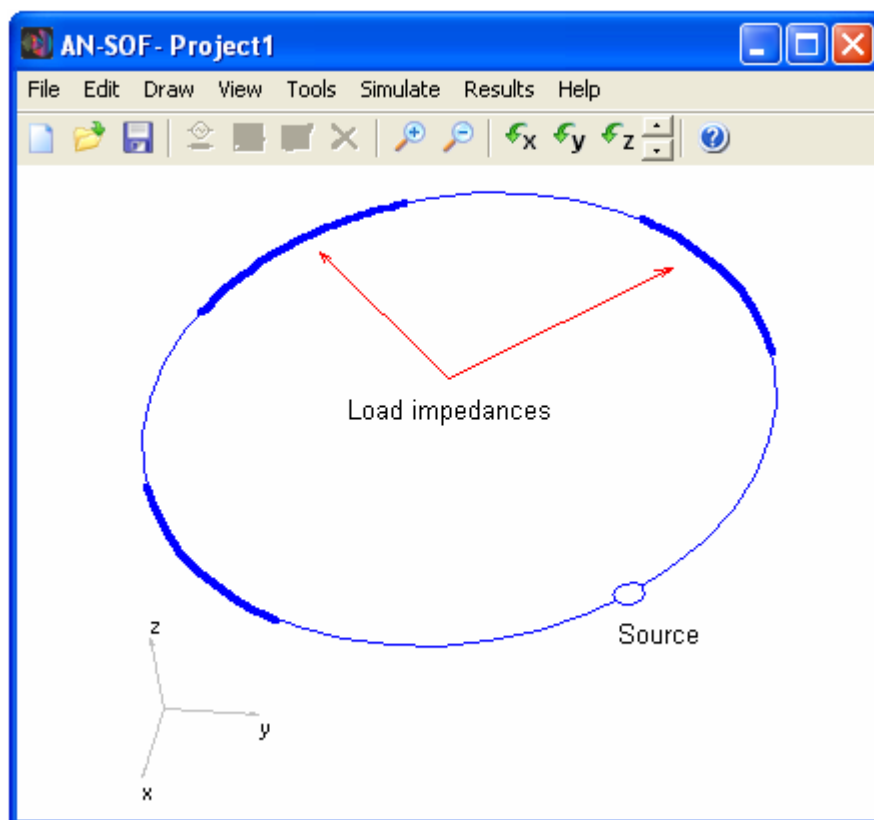 AN-SOF - Project1
File Edit Draw View Tools Simulate Results Help
x y z
Load impedances
Source
z
y
x